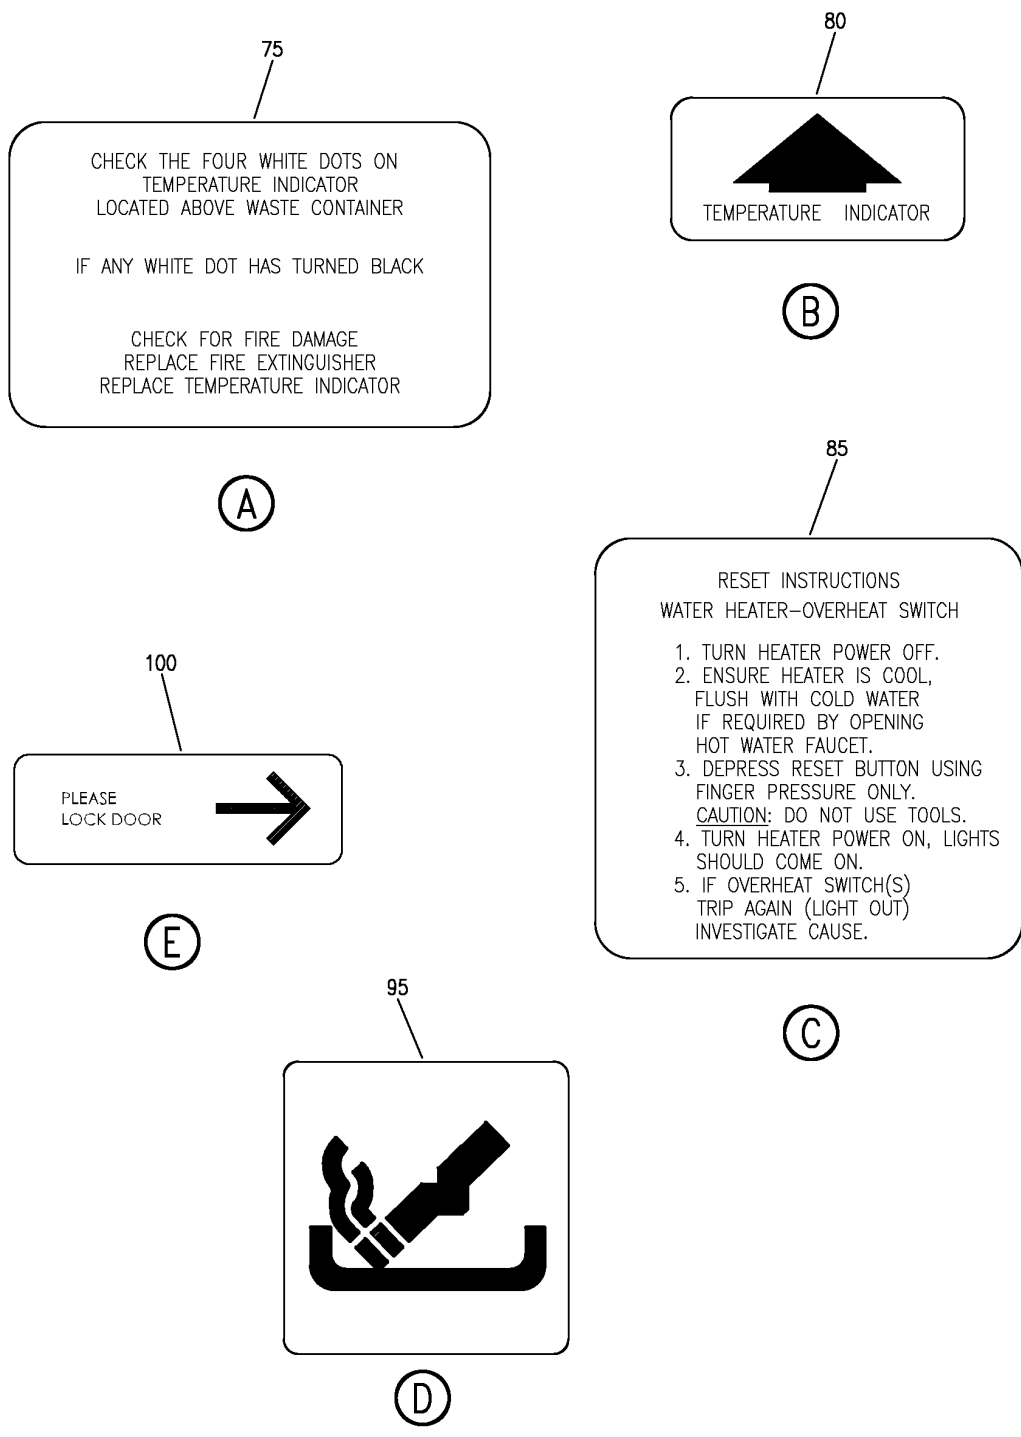 75
CHECK THE FOUR WHITE DOTS ON
TEMPERATURE INDICATOR
LOCATED ABOVE WASTE CONTAINER
IF ANY WHITE DOT HAS TURNED BLACK
CHECK FOR FIRE DAMAGE
REPLACE FIRE EXTINGUISHER
REPLACE TEMPERATURE INDICATOR
A
80
TEMPERATURE INDICATOR
B
85
RESET INSTRUCTIONS
WATER HEATER-OVERHEAT SWITCH
1. TURN HEATER POWER OFF.
2. ENSURE HEATER IS COOL,
FLUSH WITH COLD WATER
IF REQUIRED BY OPENING
HOT WATER FAUCET.
3. DEPRESS RESET BUTTON USING
FINGER PRESSURE ONLY.
CAUTION: DO NOT USE TOOLS.
4. TURN HEATER POWER ON, LIGHTS
SHOULD COME ON.
5. IF OVERHEAT SWITCH(S)
TRIP AGAIN (LIGHT OUT)
INVESTIGATE CAUSE.
C
100
PLEASE
LOCK DOOR
E
95
D